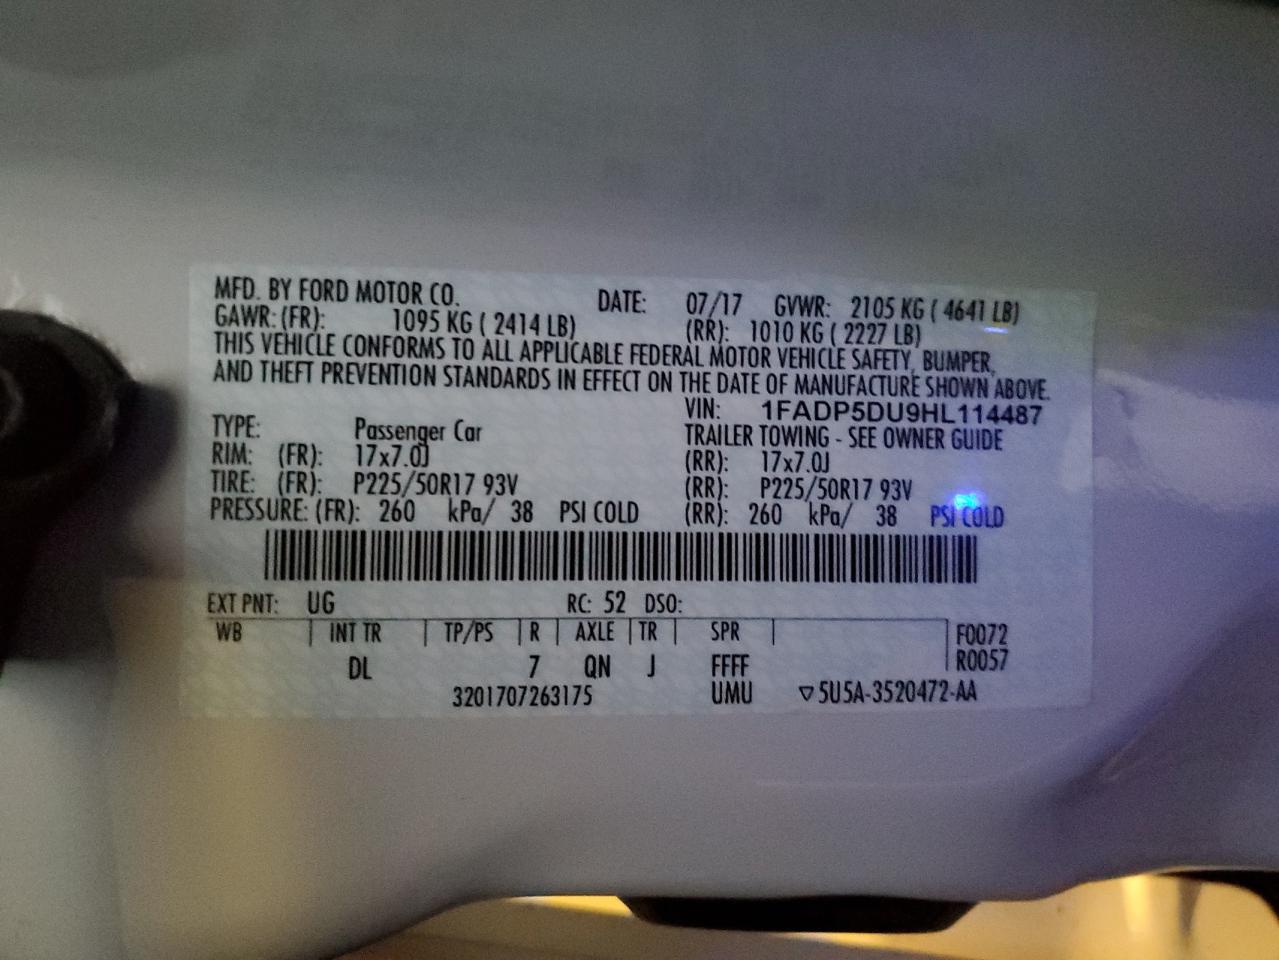 MFD. BY FORD MOTOR CO. DATE: 07/17 GVWR: 2105 KG ( 4641 LB)
GAWR: (FR): 1095 KG ( 2414 LB) (RR): 1010 KG ( 2227 LB)
THIS VEHICLE CONFORMS TO ALL APPLICABLE FEDERAL MOTOR VEHICLE SAFETY, BUMPER,
AND THEFT PREVENTION STANDARDS IN EFFECT ON THE DATE OF MANUFACTURE SHOWN ABOVE.
VIN: 1FADP5DU9HL114487
TYPE: Passenger Car TRAILER TOWING - SEE OWNER GUIDE
RIM: (FR): 17x7.0J (RR): 17x7.0J
TIRE: (FR): P225/50R17 93V (RR): P225/50R17 93V
PRESSURE: (FR): 260 kPa/ 38 PSI COLD (RR): 260 kPa/ 38 PSI COLD
EXT PNT: UG RC: 52 DSO:
WB | INT TR | TP/PS | R | AXLE | TR | SPR | F0072
DL 7 QN J FFFF R0057
3201707263175 UMU ▽5U5A-3520472-AA